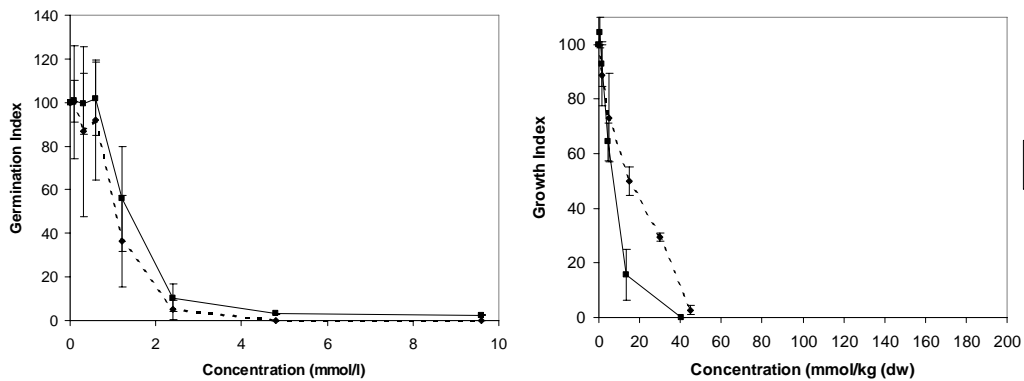 140
120
100
80
60
40
20
0
Germination Index
0 2 4 6 8 10
Concentration (mmol/l)
100
80
60
40
20
0
Growth Index
0 20 40 60 80 100 120 140 160 180 200
Concentration (mmol/kg (dw)